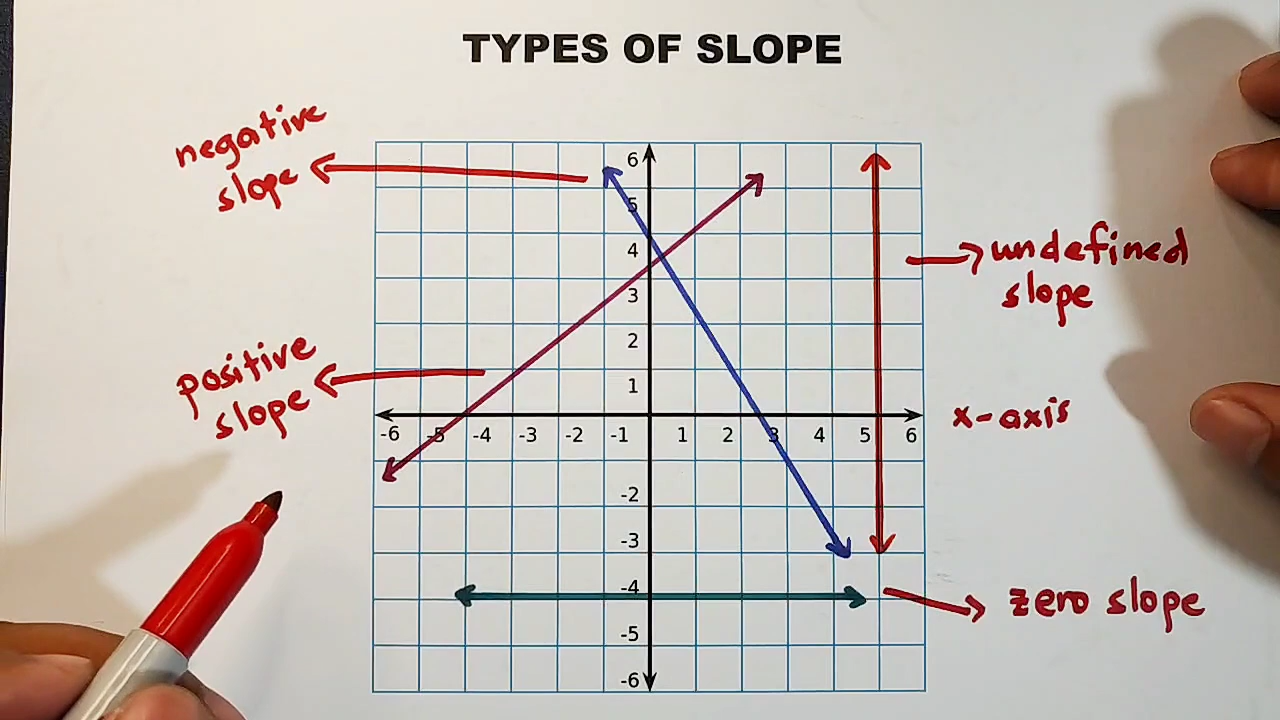 TYPES OF SLOPE
negative
slope
undefined
slope
positive
slope
x-axis
zero slope
6
5
4
3
2
1
-6 -5 -4 -3 -2 -1 1 2 3 4 5 6
-2
-3
-4
-5
-6